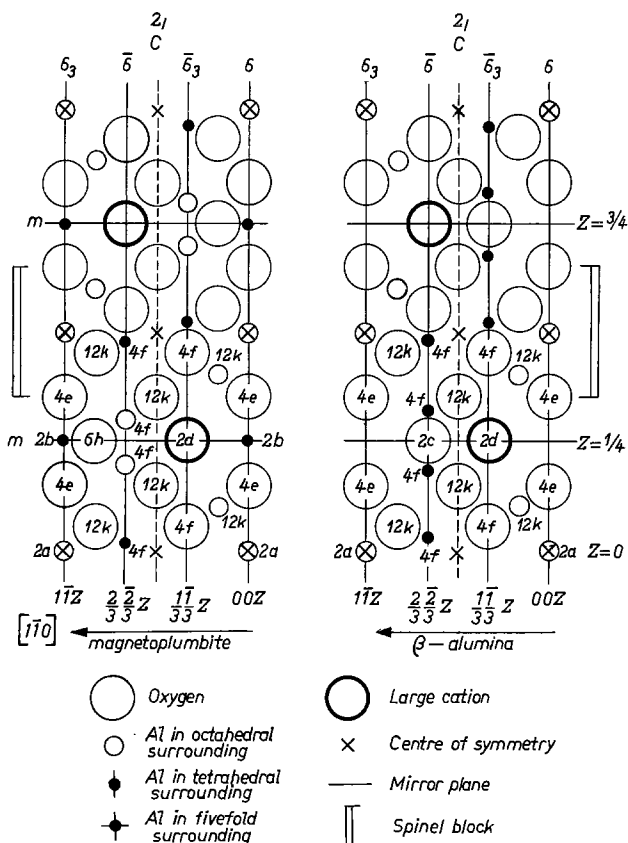 2₁ 2₁
C C
6₃ 6̅ 6̅₃ 6 6₃ 6̅ 6̅₃ 6
m Z=3/4
12k 4f 4f 12k 12k 4f 4f 12k
4e 12k 4e 4e 4f 12k 4e
m 2b 6h 4f 2d 2b 2c 2d Z=1/4
4f 4f
4e 12k 4e 4e 12k 4e
12k 4f 12k 12k 4f 12k
2a 4f 2a 4f 2a Z=0
11̅Z 2/3 2̅/3 Z 1/3 1̅/3 Z 00Z 11̅Z 2/3 2̅/3 Z 1/3 1̅/3 Z 00Z
[11̅0] magnetoplumbite β-alumina
Oxygen Large cation
Al in octahedral
surrounding
Centre of symmetry
Al in tetrahedral
surrounding
Mirror plane
Al in fivefold
surrounding
Spinel block